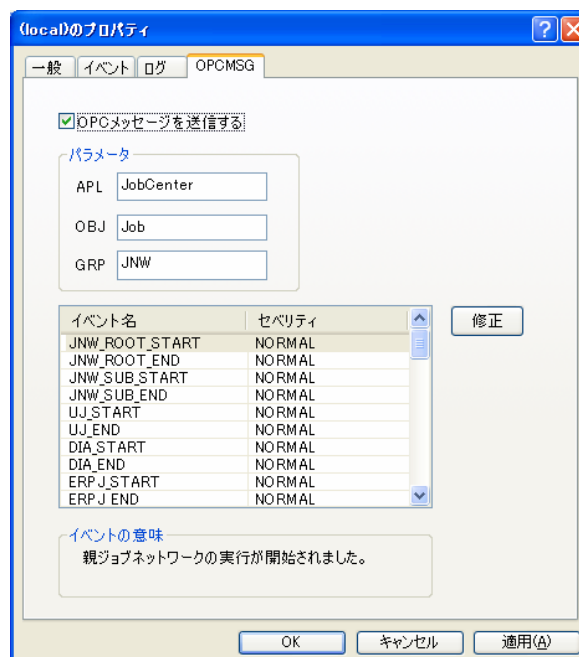 (local)のプロパティ
一般 イベント ログ OPCMSG
OPCメッセージを送信する
パラメータ
APL JobCenter
OBJ Job
GRP JNW
イベント名 セベリティ
JNW_ROOT_START NORMAL
JNW_ROOT_END NORMAL
JNW_SUB_START NORMAL
JNW_SUB_END NORMAL
UJ_START NORMAL
UJ_END NORMAL
DIA_START NORMAL
DIA_END NORMAL
ERPJ_START NORMAL
ERPJ END NORMAL
修正
イベントの意味
親ジョブネットワークの実行が開始されました。
OK キャンセル 適用(A)